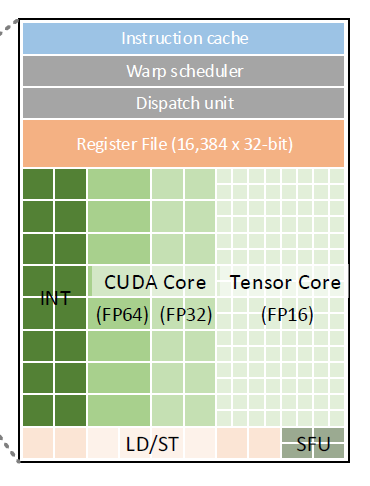 Instruction cache
Warp scheduler
Dispatch unit
Register File (16,384 x 32-bit)
INT
CUDA Core
(FP64) (FP32)
Tensor Core
(FP16)
LD/ST
SFU